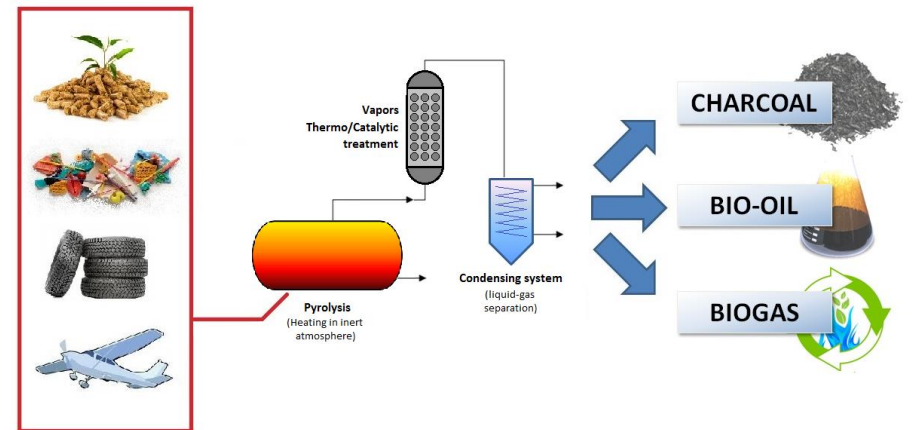 Vapors
Thermo/Catalytic
treatment
Pyrolysis
(Heating in inert
atmosphere)
Condensing system
(liquid-gas
separation)
CHARCOAL
BIO-OIL
BIOGAS